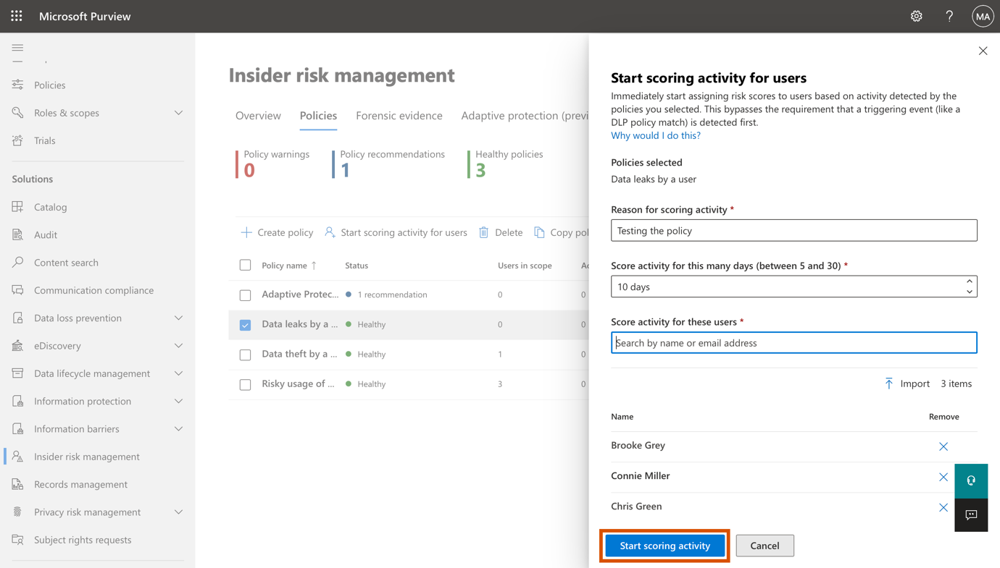 Microsoft Purview
MA
Policies
Roles & scopes
Trials
Solutions
Catalog
Audit
Content search
Communication compliance
Data loss prevention
eDiscovery
Data lifecycle management
Information protection
Information barriers
Insider risk management
Records management
Privacy risk management
Subject rights requests
Insider risk management
Overview Policies Forensic evidence Adaptive protection (previ
Policy warnings Policy recommendations Healthy policies
0 1 3
Create policy Start scoring activity for users Delete Copy pol
Policy name ↑ Status Users in scope Ac
Adaptive Protec... 1 recommendation 0 0
Data leaks by a ... Healthy 0 0
Data theft by a ... Healthy 1 0
Risky usage of ... Healthy 3 0
Start scoring activity for users
Immediately start assigning risk scores to users based on activity detected by the
policies you selected. This bypasses the requirement that a triggering event (like a
DLP policy match) is detected first.
Why would I do this?
Policies selected
Data leaks by a user
Reason for scoring activity *
Testing the policy
Score activity for this many days (between 5 and 30) *
10 days
Score activity for these users *
Search by name or email address
Import 3 items
Name Remove
Brooke Grey
Connie Miller
Chris Green
Start scoring activity Cancel